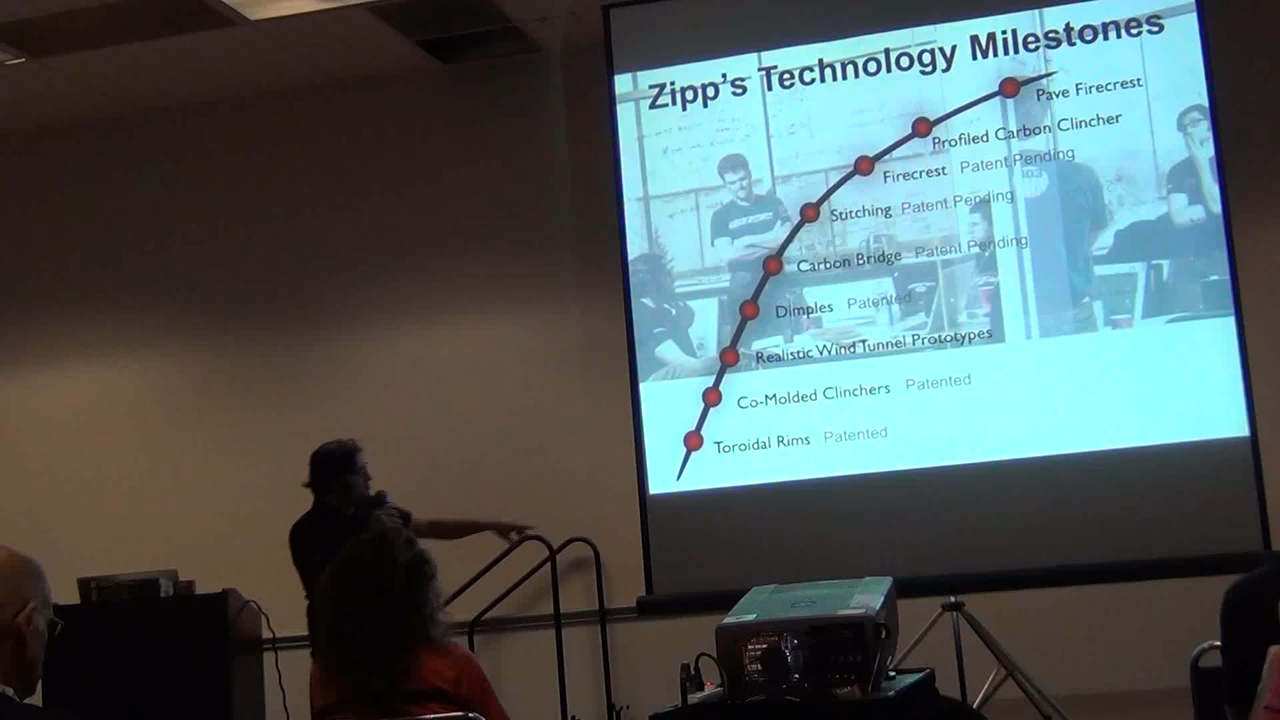 Zipp's Technology Milestones
Pave Firecrest
Profiled Carbon Clincher
Firecrest Patent Pending
Stitching Patent Pending
Carbon Bridge Patent Pending
Dimples Patented
Realistic Wind Tunnel Prototypes
Co-Molded Clinchers Patented
Toroidal Rims Patented